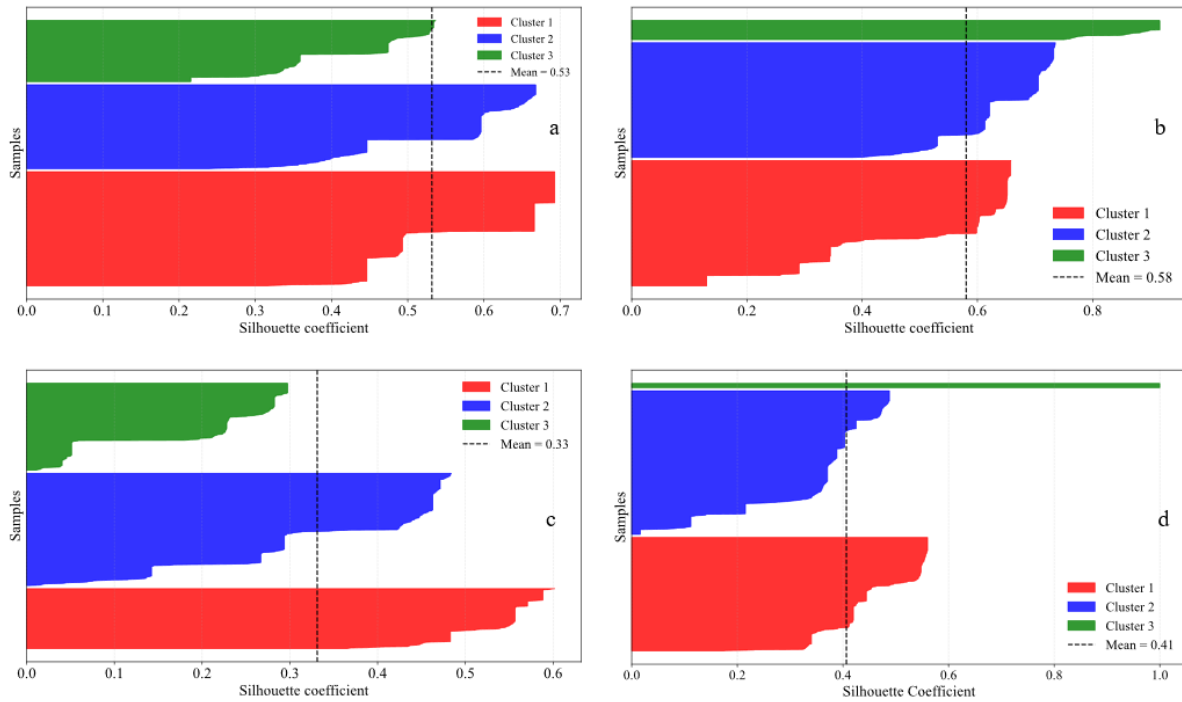 Cluster 1
Cluster 2
Cluster 3
Mean = 0.53
a
Samples
0.0 0.1 0.2 0.3 0.4 0.5 0.6 0.7
Silhouette coefficient
b
Samples
Cluster 1
Cluster 2
Cluster 3
Mean = 0.58
0.0 0.2 0.4 0.6 0.8
Silhouette coefficient
Cluster 1
Cluster 2
Cluster 3
Mean = 0.33
Samples
c
0.0 0.1 0.2 0.3 0.4 0.5 0.6
Silhouette coefficient
Samples
d
Cluster 1
Cluster 2
Cluster 3
Mean = 0.41
0.0 0.2 0.4 0.6 0.8 1.0
Silhouette Coefficient